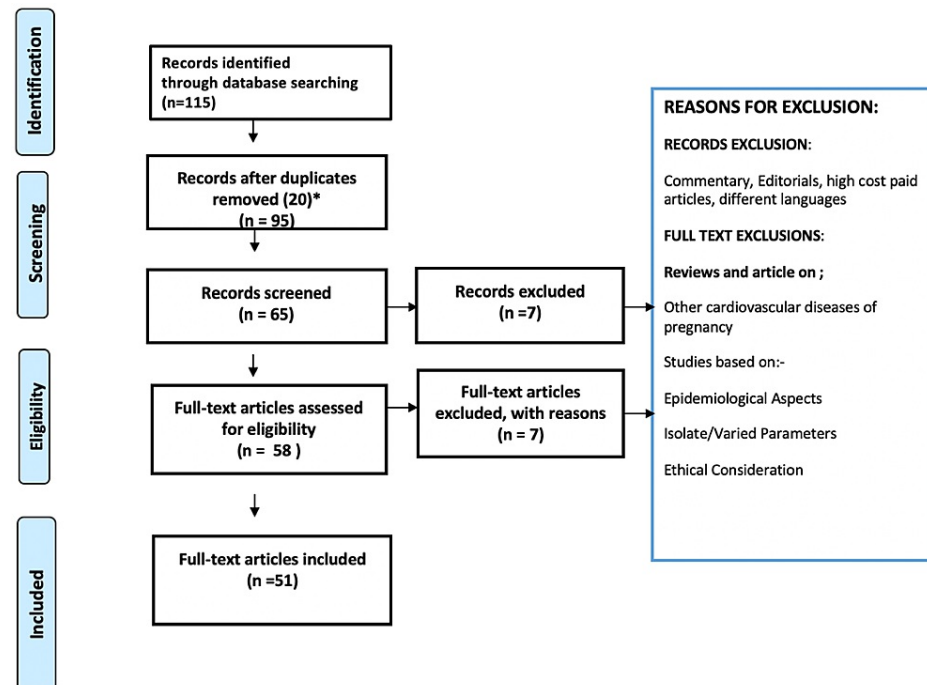 Identification
Records identified
through database searching
(n=115)
Screening
Records after duplicates
removed (20)*
(n = 95)
Records screened
(n = 65)
Records excluded
(n =7)
Eligibility
Full-text articles assessed
for eligibility
(n = 58 )
Full-text articles
excluded, with reasons
(n = 7)
Included
Full-text articles included
(n =51)
REASONS FOR EXCLUSION:
RECORDS EXCLUSION:
Commentary, Editorials, high cost paid
articles, different languages
FULL TEXT EXCLUSIONS:
Reviews and article on ;
Other cardiovascular diseases of
pregnancy
Studies based on:-
Epidemiological Aspects
Isolate/Varied Parameters
Ethical Consideration